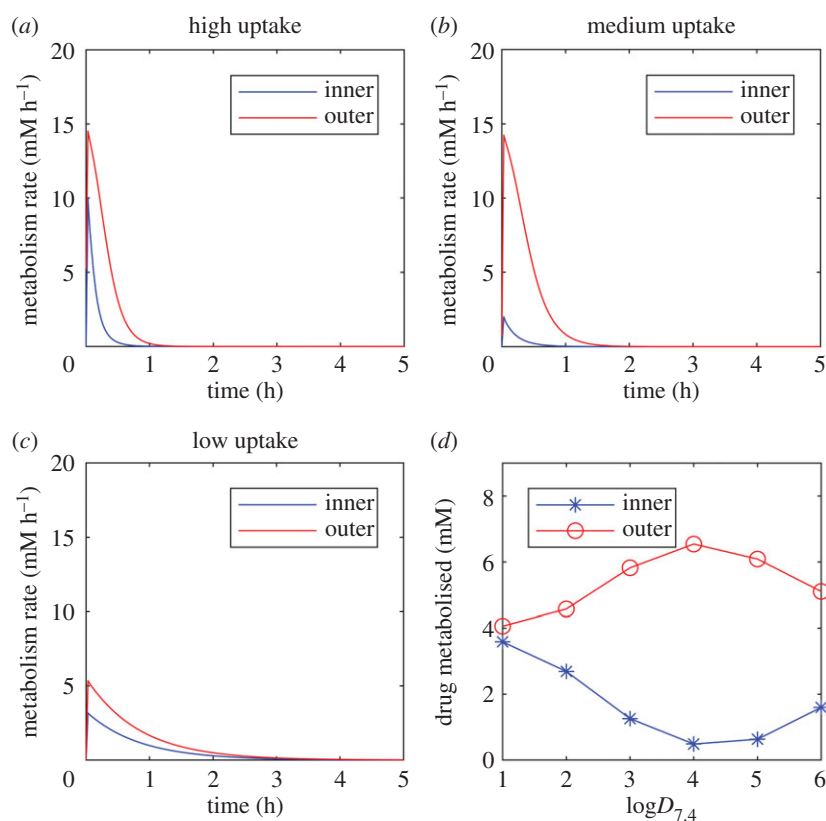 (a) high uptake
20
15
10
5
0
metabolism rate (mM h⁻¹)
inner
outer
1 2 3 4 5
time (h)
(b) medium uptake
20
15
10
5
0
metabolism rate (mM h⁻¹)
inner
outer
1 2 3 4 5
time (h)
(c) low uptake
20
15
10
5
0
metabolism rate (mM h⁻¹)
inner
outer
1 2 3 4 5
time (h)
(d)
8
6
4
2
0
drug metabolised (mM)
inner
outer
1 2 3 4 5 6
logD7.4